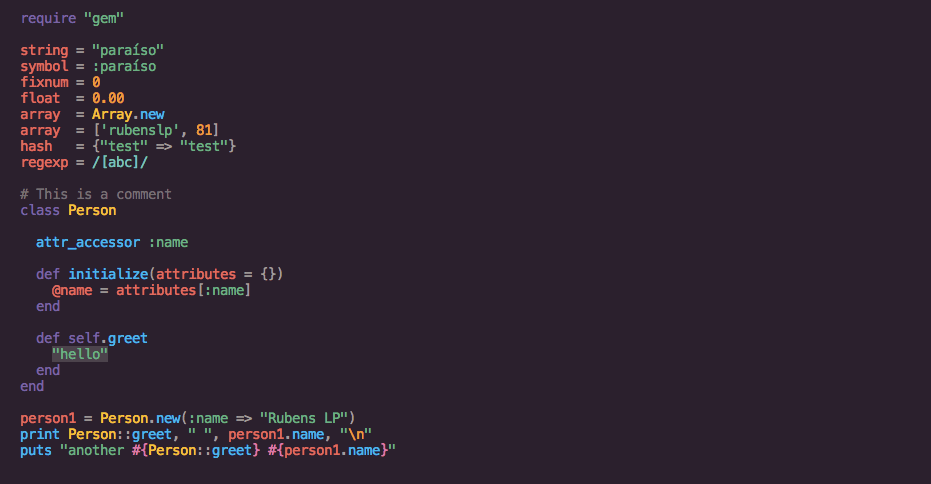 require "gem"
string = "paraíso"
symbol = :paraíso
fixnum = 0
float  = 0.00
array  = Array.new
array  = ['rubenslp', 81]
hash   = {"test" => "test"}
regexp = /[abc]/
# This is a comment
class Person
  attr_accessor :name
  def initialize(attributes = {})
    @name = attributes[:name]
  end
  def self.greet
    "hello"
  end
end
person1 = Person.new(:name => "Rubens LP")
print Person::greet, " ", person1.name, "\n"
puts "another #{Person::greet} #{person1.name}"